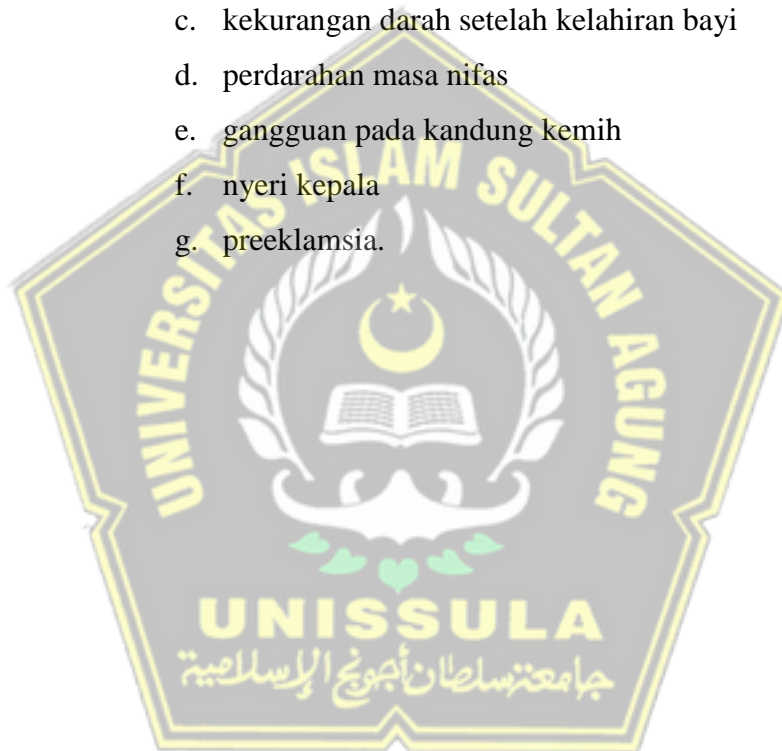 c. kekurangan darah setelah kelahiran bayi
d. perdarahan masa nifas
e. gangguan pada kandung kemih
f. nyeri kepala
g. preeklamsia.
UNIVERSITAS ISLAM SULTAN AGUNG
UNISSULA
جامعة سلطان أجونج الإسلامية